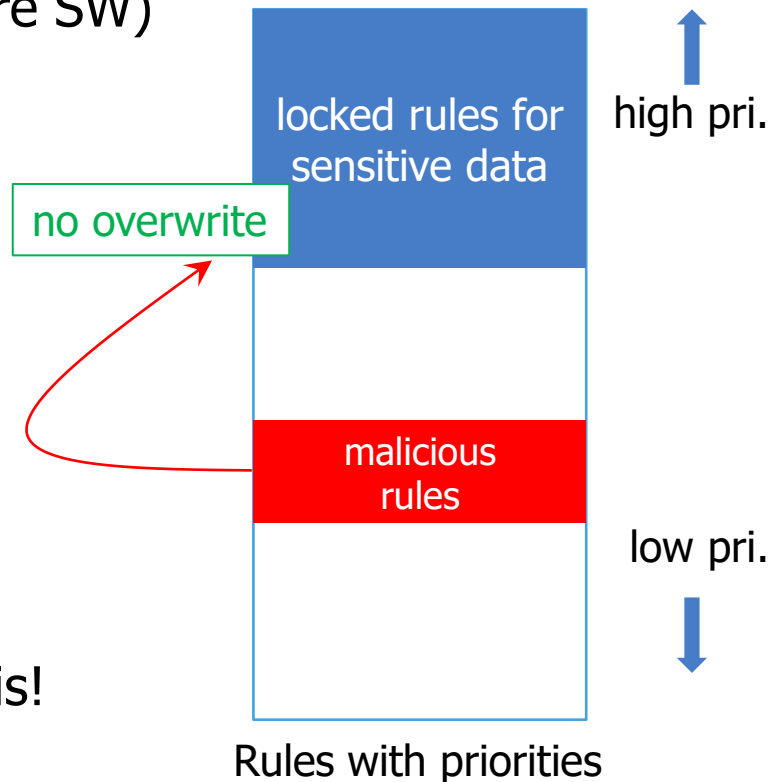 re SW)
locked rules for
sensitive data
high pri.
no overwrite
malicious
rules
low pri.
is!
Rules with priorities